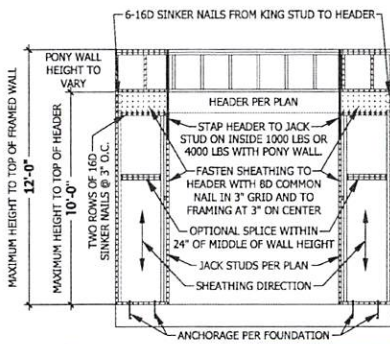 6-16D SINKER NAILS FROM KING STUD TO HEADER
PONY WALL
HEIGHT TO
VARY
HEADER PER PLAN
STAP HEADER TO JACK
STUD ON INSIDE 1000 LBS OR
4000 LBS WITH PONY WALL.
FASTEN SHEATHING TO
HEADER WITH 8D COMMON
NAIL IN 3" GRID AND TO
FRAMING AT 3" ON CENTER
OPTIONAL SPLICE WITHIN
24" OF MIDDLE OF WALL HEIGHT
JACK STUDS PER PLAN
SHEATHING DIRECTION
ANCHORAGE PER FOUNDATION
MAXIMUM HEIGHT TO TOP OF FRAMED WALL
12'-0"
MAXIMUM HEIGHT TO TOP OF HEADER
10'-0"
TWO ROWS OF 16D
SINKER NAILS @ 3" O.C.